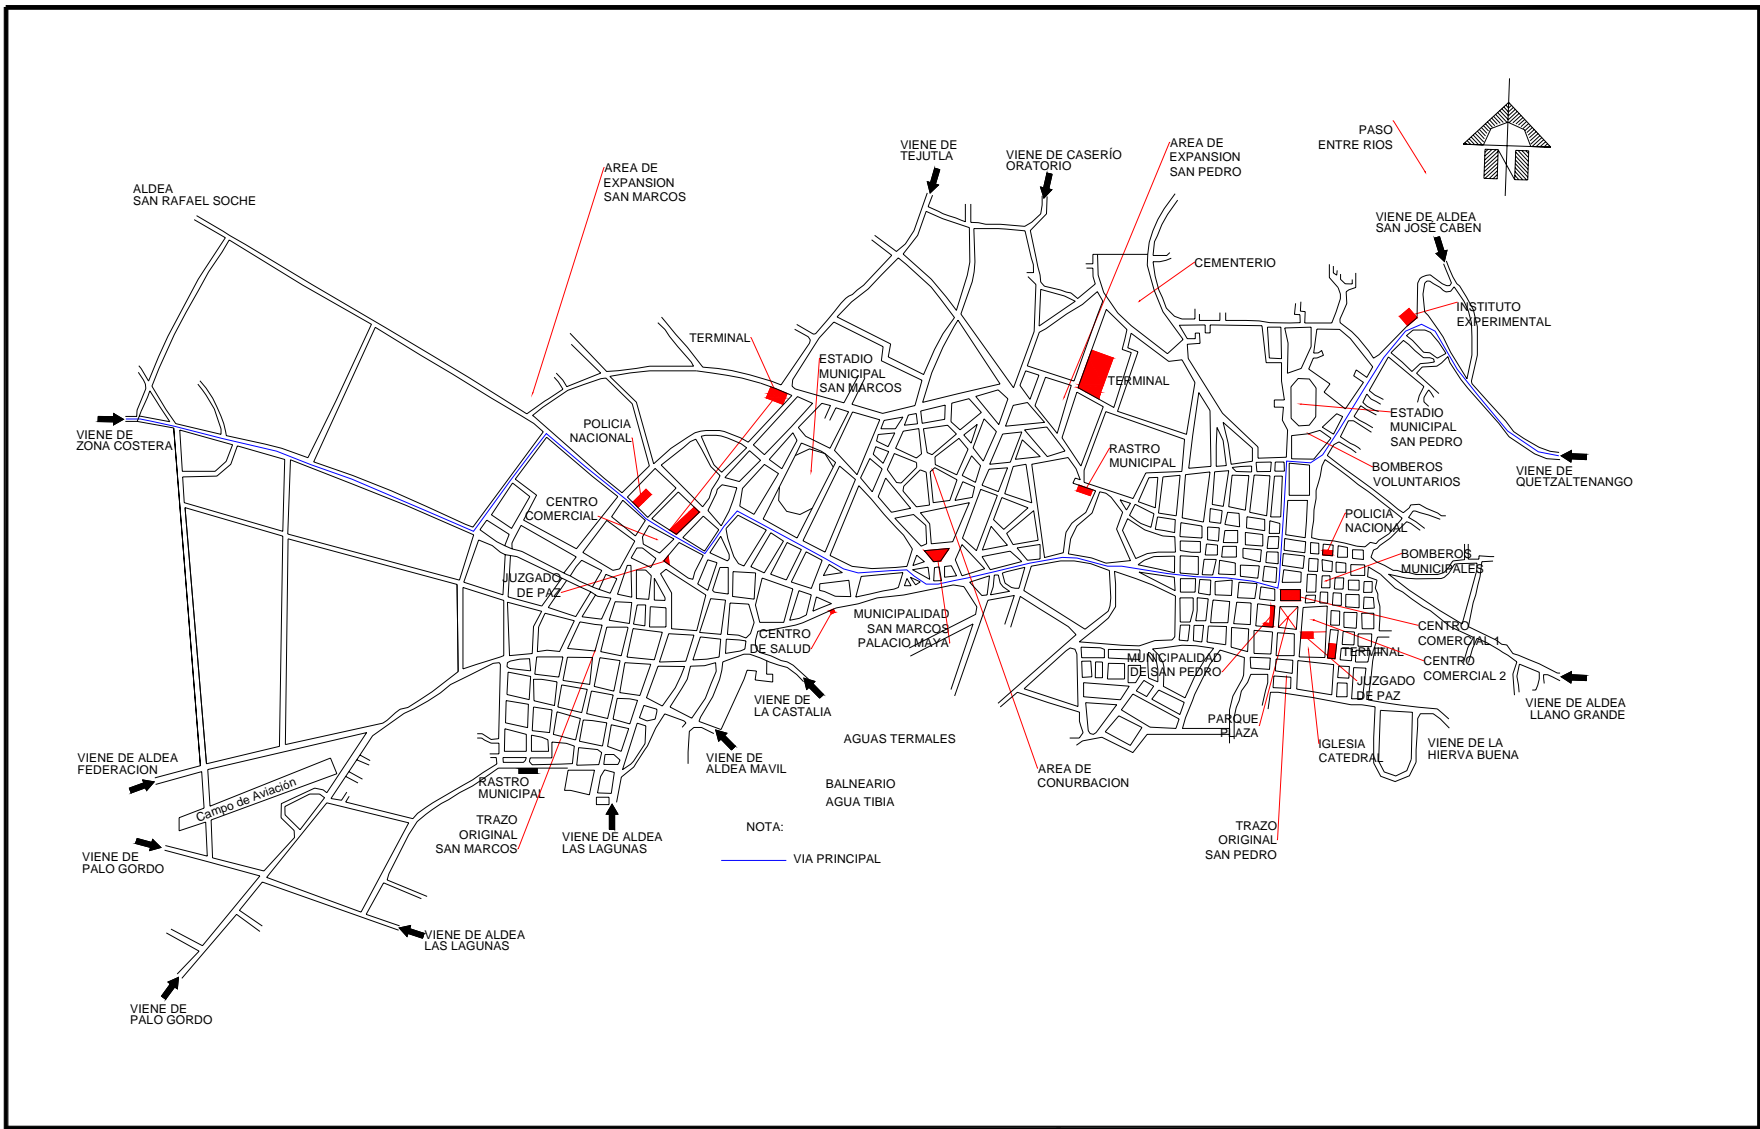 PASO
ENTRE RIOS
VIENE DE
TEJUTLA
VIENE DE CASERÍO
ORATORIO
AREA DE
EXPANSION
SAN PEDRO
AREA DE
EXPANSION
SAN MARCOS
ALDEA
SAN RAFAEL SOCHE
VIENE DE ALDEA
SAN JOSÉ CABEN
CEMENTERIO
INSTITUTO
EXPERIMENTAL
TERMINAL
ESTADIO
MUNICIPAL
SAN MARCOS
TERMINAL
POLICIA
NACIONAL
VIENE DE
ZONA COSTERA
ESTADIO
MUNICIPAL
SAN PEDRO
RASTRO
MUNICIPAL
BOMBEROS
VOLUNTARIOS
VIENE DE
QUETZALTENANGO
CENTRO
COMERCIAL
POLICIA
NACIONAL
BOMBEROS
MUNICIPALES
JUZGADO
DE PAZ
MUNICIPALIDAD
SAN MARCOS
PALACIO MAYA
CENTRO
DE SALUD
CENTRO
COMERCIAL 1
TERMINAL
CENTRO
COMERCIAL 2
MUNICIPALIDAD
DE SAN PEDRO
JUZGADO
DE PAZ
VIENE DE
LA CASTALIA
VIENE DE ALDEA
LLANO GRANDE
PARQUE
PLAZA
IGLESIA
CATEDRAL
VIENE DE LA
HIERVA BUENA
AGUAS TERMALES
VIENE DE ALDEA
FEDERACION
VIENE DE
ALDEA MAVIL
AREA DE
CONURBACION
Campo de Aviación
RASTRO
MUNICIPAL
BALNEARIO
AGUA TIBIA
TRAZO
ORIGINAL
SAN MARCOS
NOTA:
VIA PRINCIPAL
TRAZO
ORIGINAL
SAN PEDRO
VIENE DE ALDEA
LAS LAGUNAS
VIENE DE
PALO GORDO
VIENE DE ALDEA
LAS LAGUNAS
VIENE DE
PALO GORDO